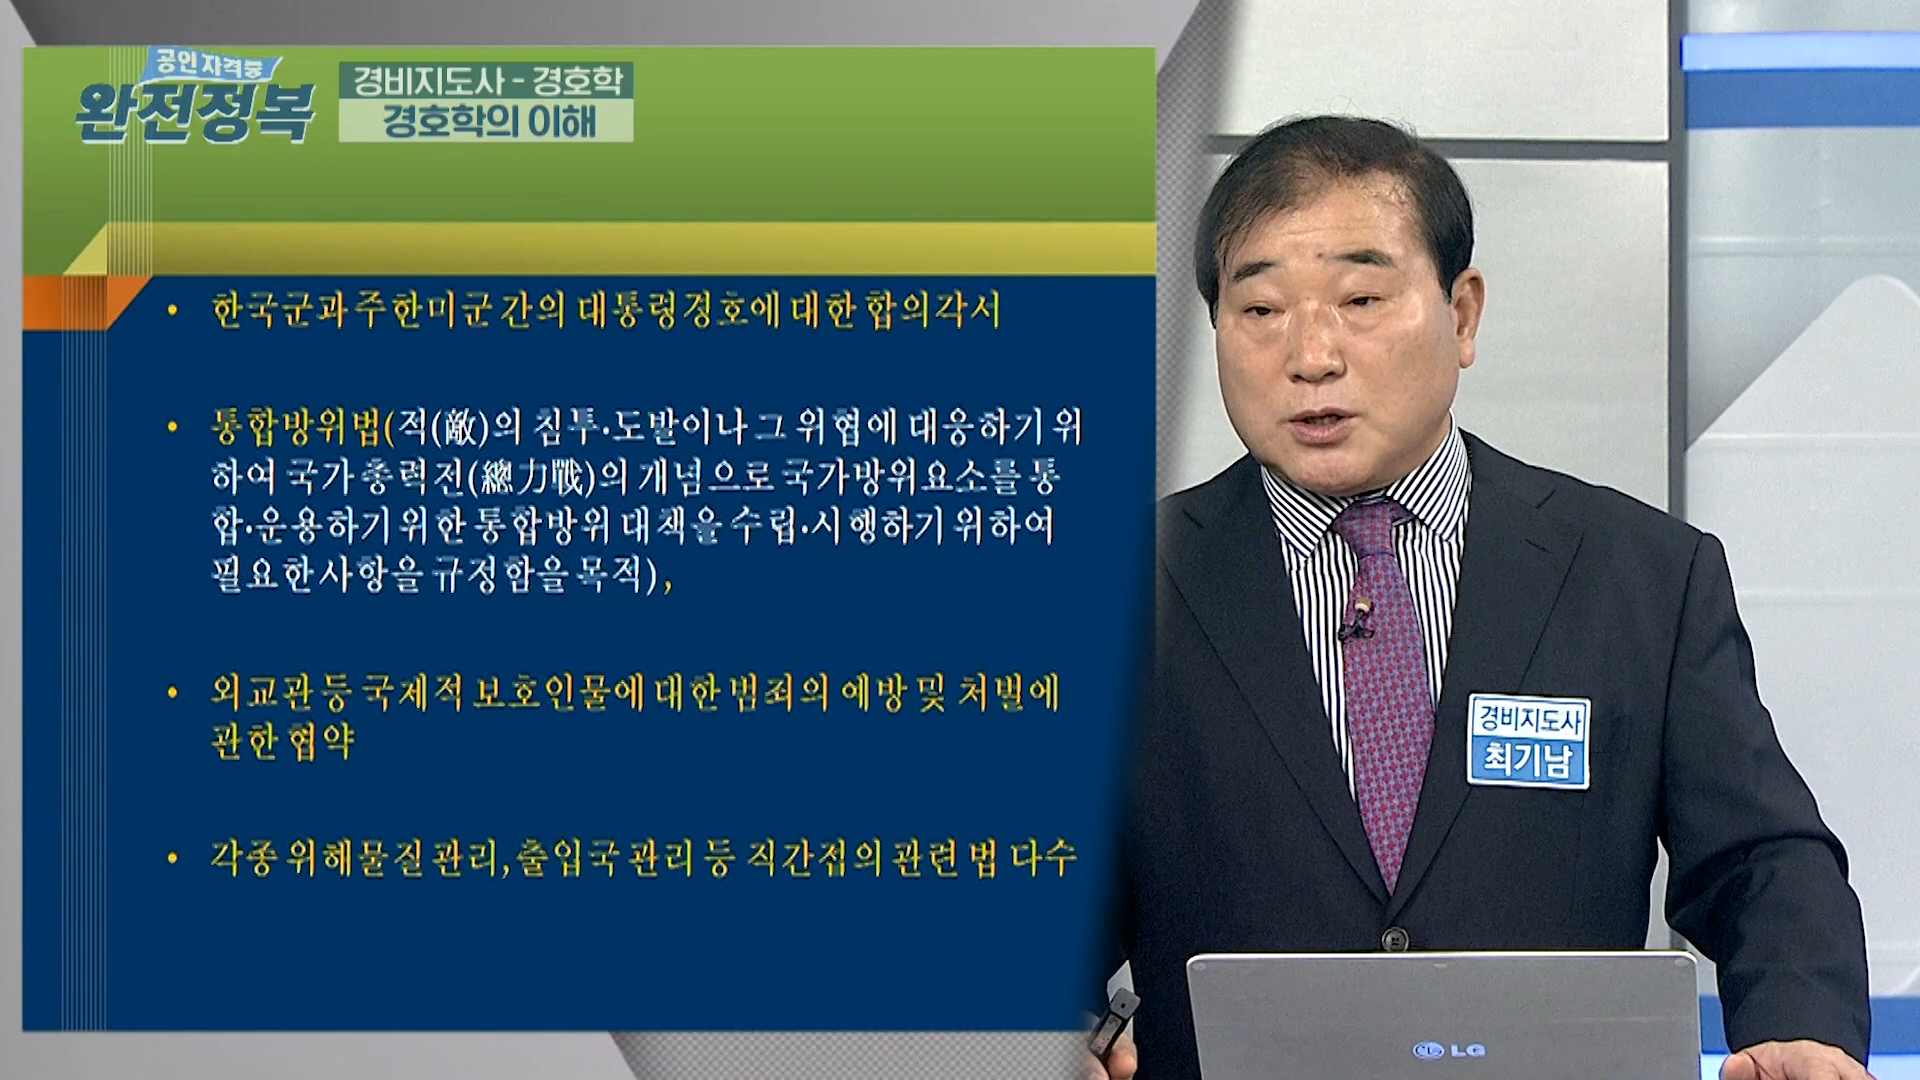 공인자격증
완전정복
경비지도사 - 경호학
경호학의 이해
• 한국군과 주한미군 간의 대통령경호에 대한 합의각서
• 통합방위법(적(敵)의 침투·도발이나 그 위협에 대응하기 위
하여 국가 총력전(總力戰)의 개념으로 국가방위요소를 통
합·운용하기 위한 통합방위 대책을 수립·시행하기 위하여
필요한 사항을 규정함을 목적),
• 외교관 등 국제적 보호인물에 대한 범죄의 예방 및 처벌에
관한 협약
• 각종 위해물질 관리, 출입국 관리 등 직간접의 관련 법 다수
경비지도사
최기남
LG